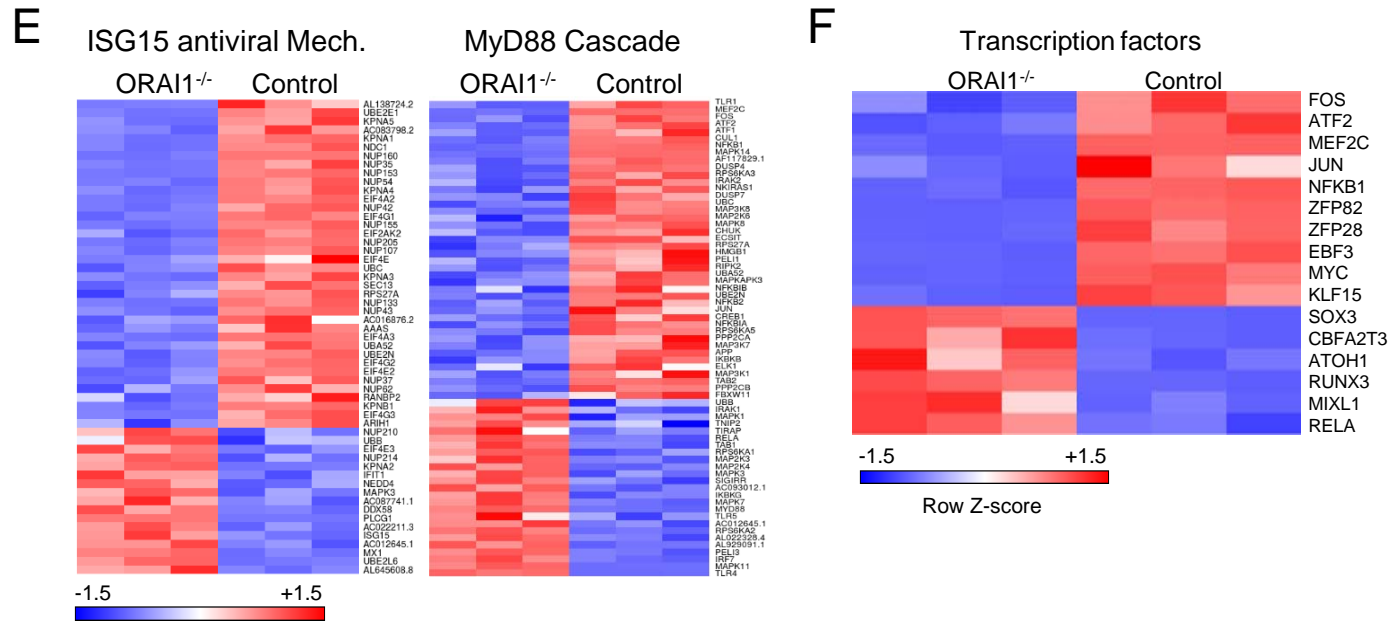 E
ISG15 antiviral Mech.
ORAI1-/-
Control
AL138724.2
UBE2E1
KPNA5
AC083798.2
KPNA1
NDC1
NUP160
NUP35
NUP153
NUP54
KPNA4
EIF4A2
NUP42
EIF4G1
NUP155
EIF2AK2
NUP205
NUP107
EIF4E
UBC
KPNA3
SEC13
RPS27A
NUP133
NUP43
AC016876.2
AAAS
EIF4A3
UBA52
UBE2N
EIF4G2
EIF4E2
NUP37
NUP62
RANBP2
KPNB1
EIF4G3
ARIH1
NUP210
UBB
EIF4E3
NUP214
KPNA2
IFIT1
NEDD4
MAPK3
AC087741.1
DDX58
PLCG1
AC022211.3
ISG15
AC012645.1
MX1
UBE2L6
AL645608.8
-1.5
+1.5
MyD88 Cascade
ORAI1-/-
Control
TLR1
MEF2C
FOS
ATF2
ATF1
CUL1
NFKB1
MAPK14
AF117829.1
DUSP4
RPS6KA3
IRAK2
NKIRAS1
DUSP7
UBC
MAP3K8
MAP2K6
MAPK8
CHUK
ECSIT
RPS27A
HMGB1
PELI1
RIPK2
UBA52
MAPKAPK3
NFKBIB
UBE2N
NFKB2
JUN
CREB1
NFKBIA
RPS6KA5
PPP2CA
MAP3K7
APP
IKBKB
ELK1
MAP3K1
TAB2
PPP2CB
FBXW11
UBB
IRAK1
MAPK1
TNIP2
TIRAP
RELA
TAB1
RPS6KA1
MAP2K3
MAP2K4
MAPK3
SIGIRR
AC093012.1
IKBKG
MAPK7
MYD88
TLR5
AC012645.1
RPS6KA2
AL022328.4
AL929091.1
PELI3
IRF7
MAPK11
TLR4
F
Transcription factors
ORAI1-/-
Control
FOS
ATF2
MEF2C
JUN
NFKB1
ZFP82
ZFP28
EBF3
MYC
KLF15
SOX3
CBFA2T3
ATOH1
RUNX3
MIXL1
RELA
-1.5
+1.5
Row Z-score